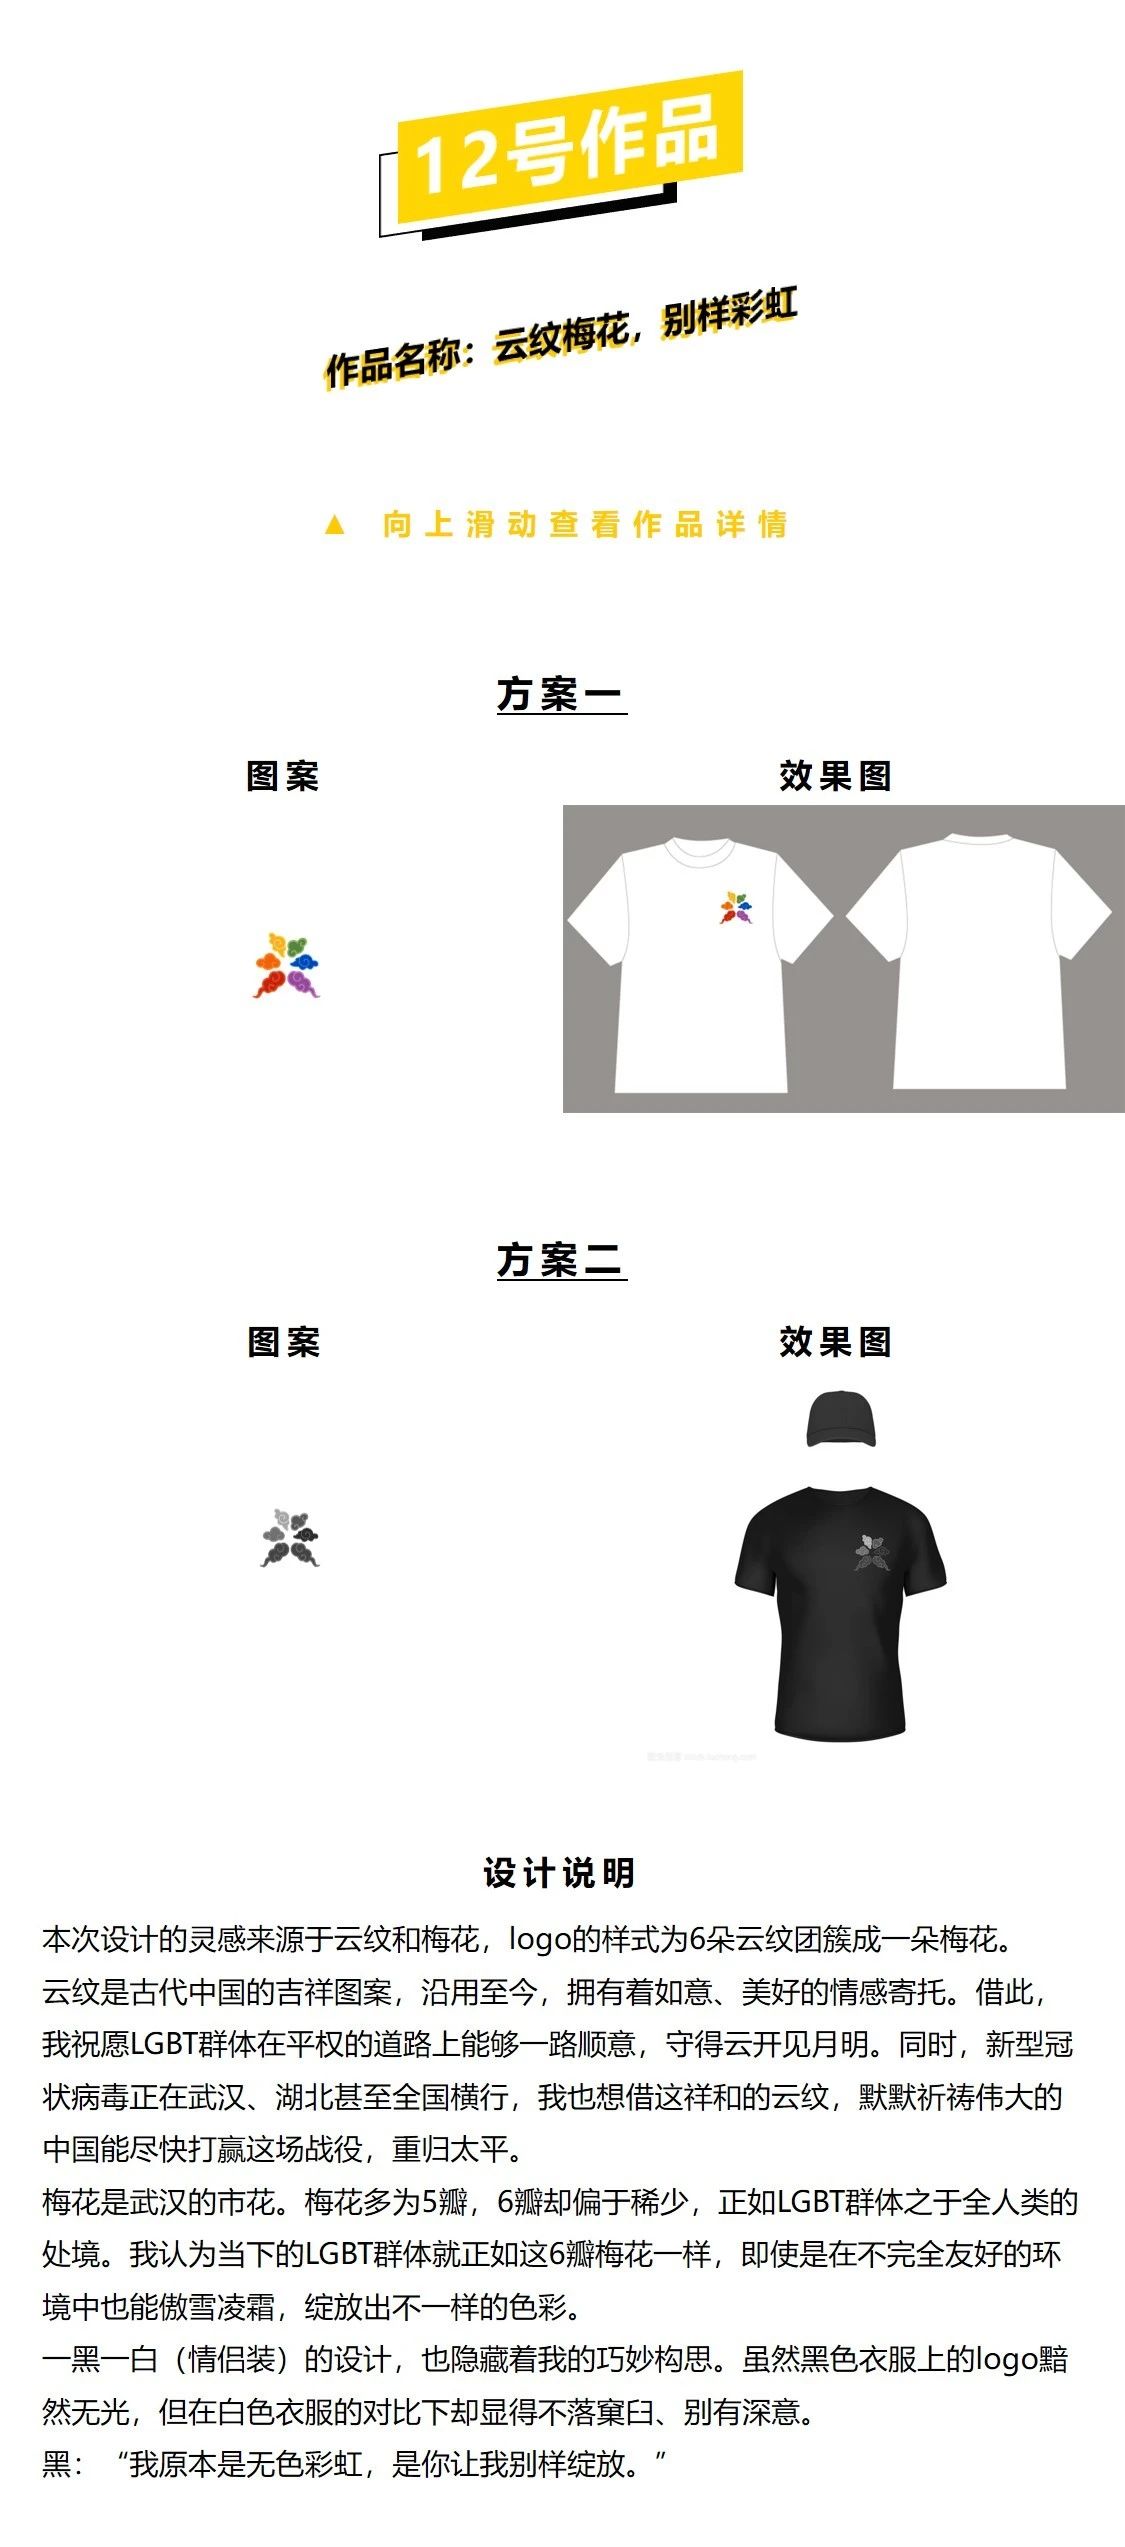 12号作品
作品名称：云纹梅花，别样彩虹
▲ 向上滑动查看作品详情
方案一
图案 效果图
方案二
图案 效果图
设计说明
本次设计的灵感来源于云纹和梅花，logo的样式为6朵云纹团簇成一朵梅花。
云纹是古代中国的吉祥图案，沿用至今，拥有着如意、美好的情感寄托。借此，
我祝愿LGBT群体在平权的道路上能够一路顺意，守得云开见月明。同时，新型冠
状病毒正在武汉、湖北甚至全国横行，我也想借这祥和的云纹，默默祈祷伟大的
中国能尽快打赢这场战役，重归太平。
梅花是武汉的市花。梅花多为5瓣，6瓣却偏于稀少，正如LGBT群体之于全人类的
处境。我认为当下的LGBT群体就正如这6瓣梅花一样，即使是在不完全友好的环
境中也能傲雪凌霜，绽放出不一样的色彩。
一黑一白（情侣装）的设计，也隐藏着我的巧妙构思。虽然黑色衣服上的logo黯
然无光，但在白色衣服的对比下却显得不落窠臼、别有深意。
黑：“我原本是无色彩虹，是你让我别样绽放。”